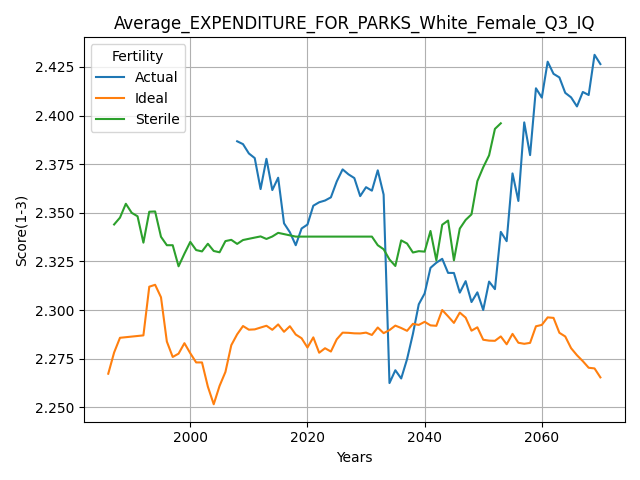 Average_EXPENDITURE_FOR_PARKS_White_Female_Q3_IQ
Fertility
Actual
Ideal
Sterile
Score(1-3)
2.425
2.400
2.375
2.350
2.325
2.300
2.275
2.250
2000
2020
2040
2060
Years